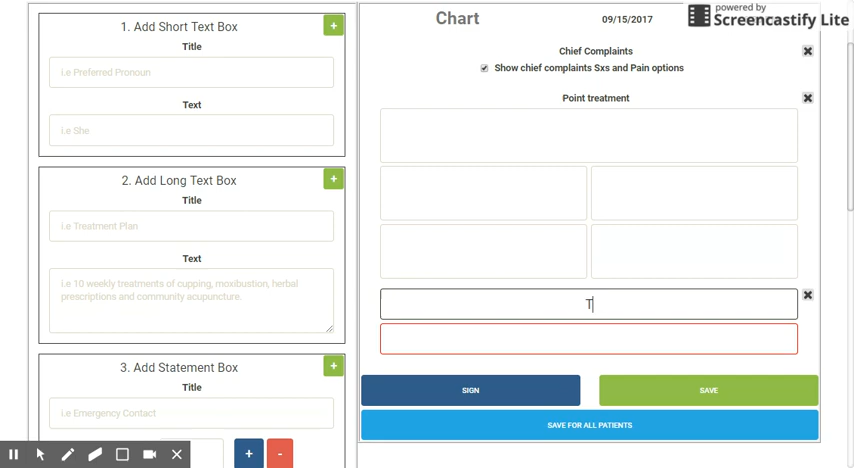 1. Add Short Text Box
+
Title
i.e Preferred Pronoun
Text
i.e She
2. Add Long Text Box
+
Title
i.e Treatment Plan
Text
i.e 10 weekly treatments of cupping, moxibustion, herbal
prescriptions and community acupuncture.
3. Add Statement Box
+
Title
i.e Emergency Contact
+
-
Chart
09/15/2017
powered by
Screencastify Lite
Chief Complaints
Show chief complaints Sxs and Pain options
Point treatment
T
SIGN
SAVE
SAVE FOR ALL PATIENTS